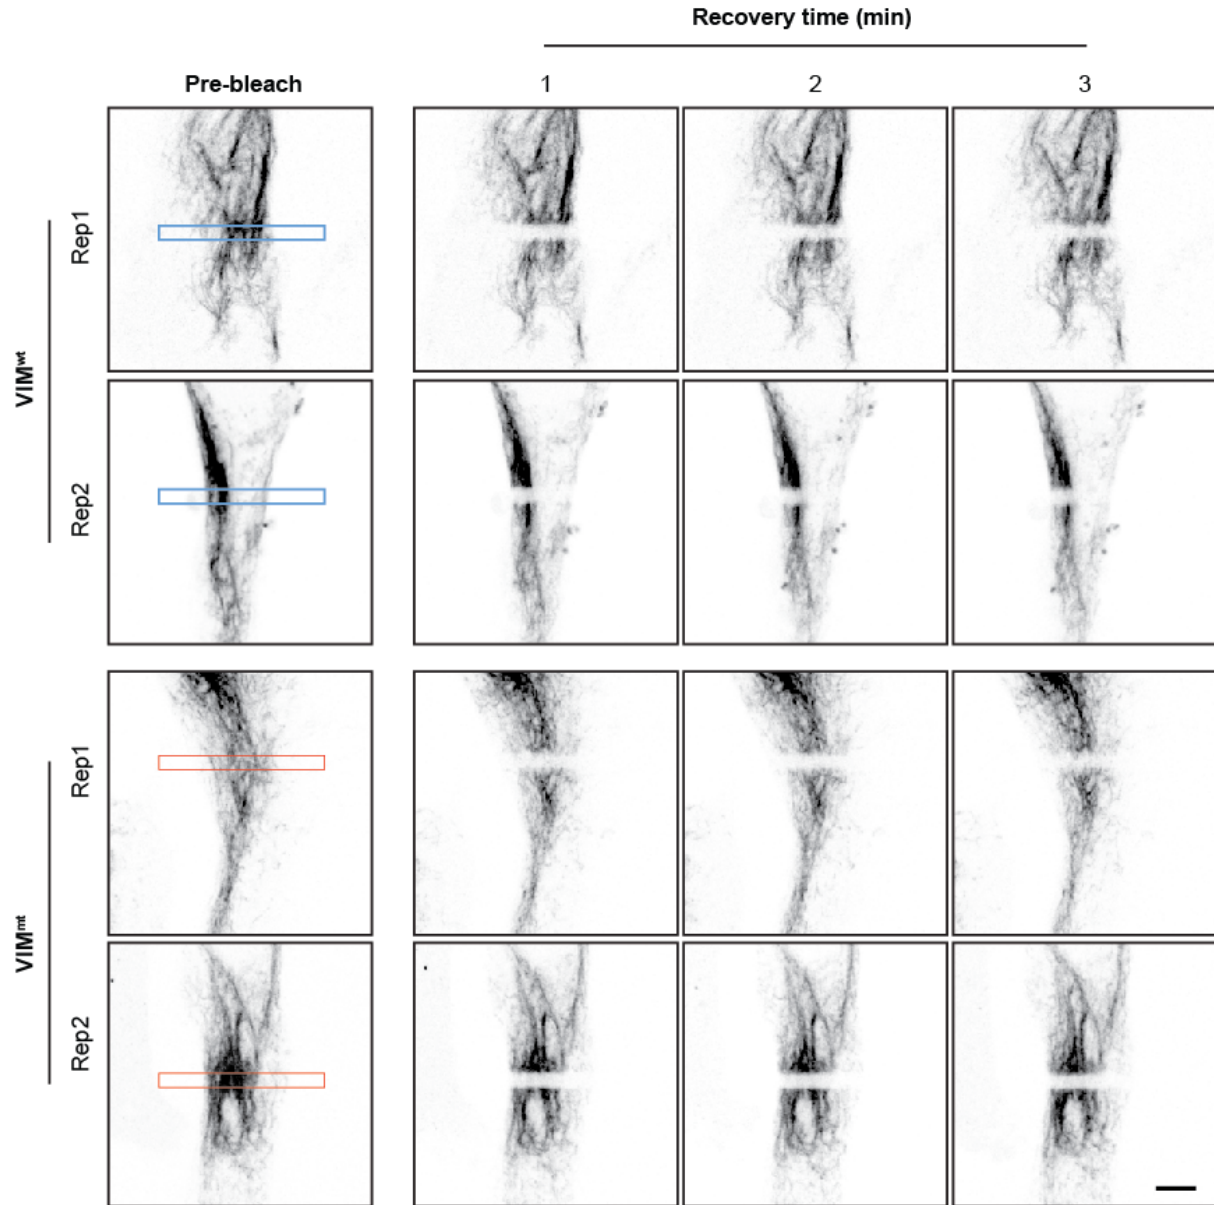 Recovery time (min)
Pre-bleach 1 2 3
VIMwt
Rep1
Rep2
VIMmt
Rep1
Rep2